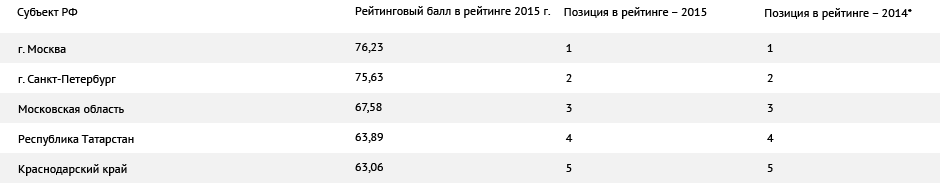 Субъект РФ Рейтинговый балл в рейтинге 2015 г. Позиция в рейтинге – 2015 Позиция в рейтинге – 2014*
г. Москва 76,23 1 1
г. Санкт-Петербург 75,63 2 2
Московская область 67,58 3 3
Республика Татарстан 63,89 4 4
Краснодарский край 63,06 5 5